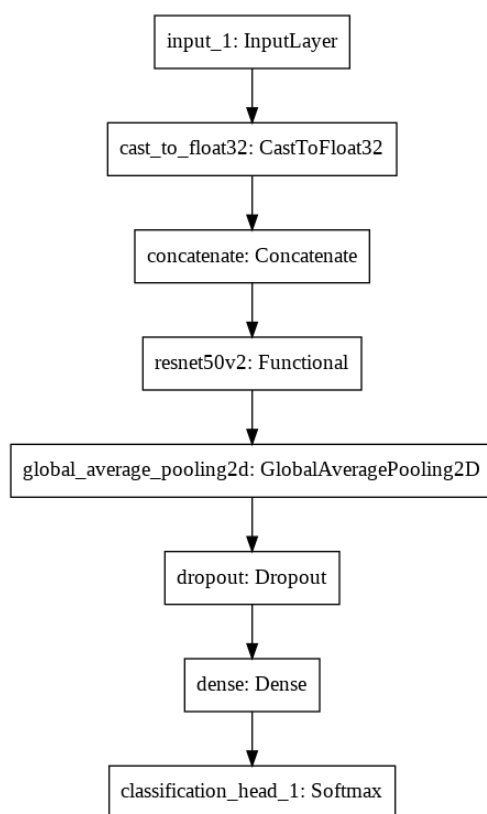 input_1: InputLayer
cast_to_float32: CastToFloat32
concatenate: Concatenate
resnet50v2: Functional
global_average_pooling2d: GlobalAveragePooling2D
dropout: Dropout
dense: Dense
classification_head_1: Softmax